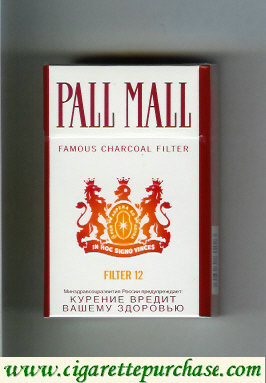 PALL MALL
FAMOUS CHARCOAL FILTER
IN HOC SIGNO VINCES
FILTER 12
Минздравсоцразвития России предупреждает:
КУРЕНИЕ ВРЕДИТ
ВАШЕМУ ЗДОРОВЬЮ
www.cigarettepurchase.com